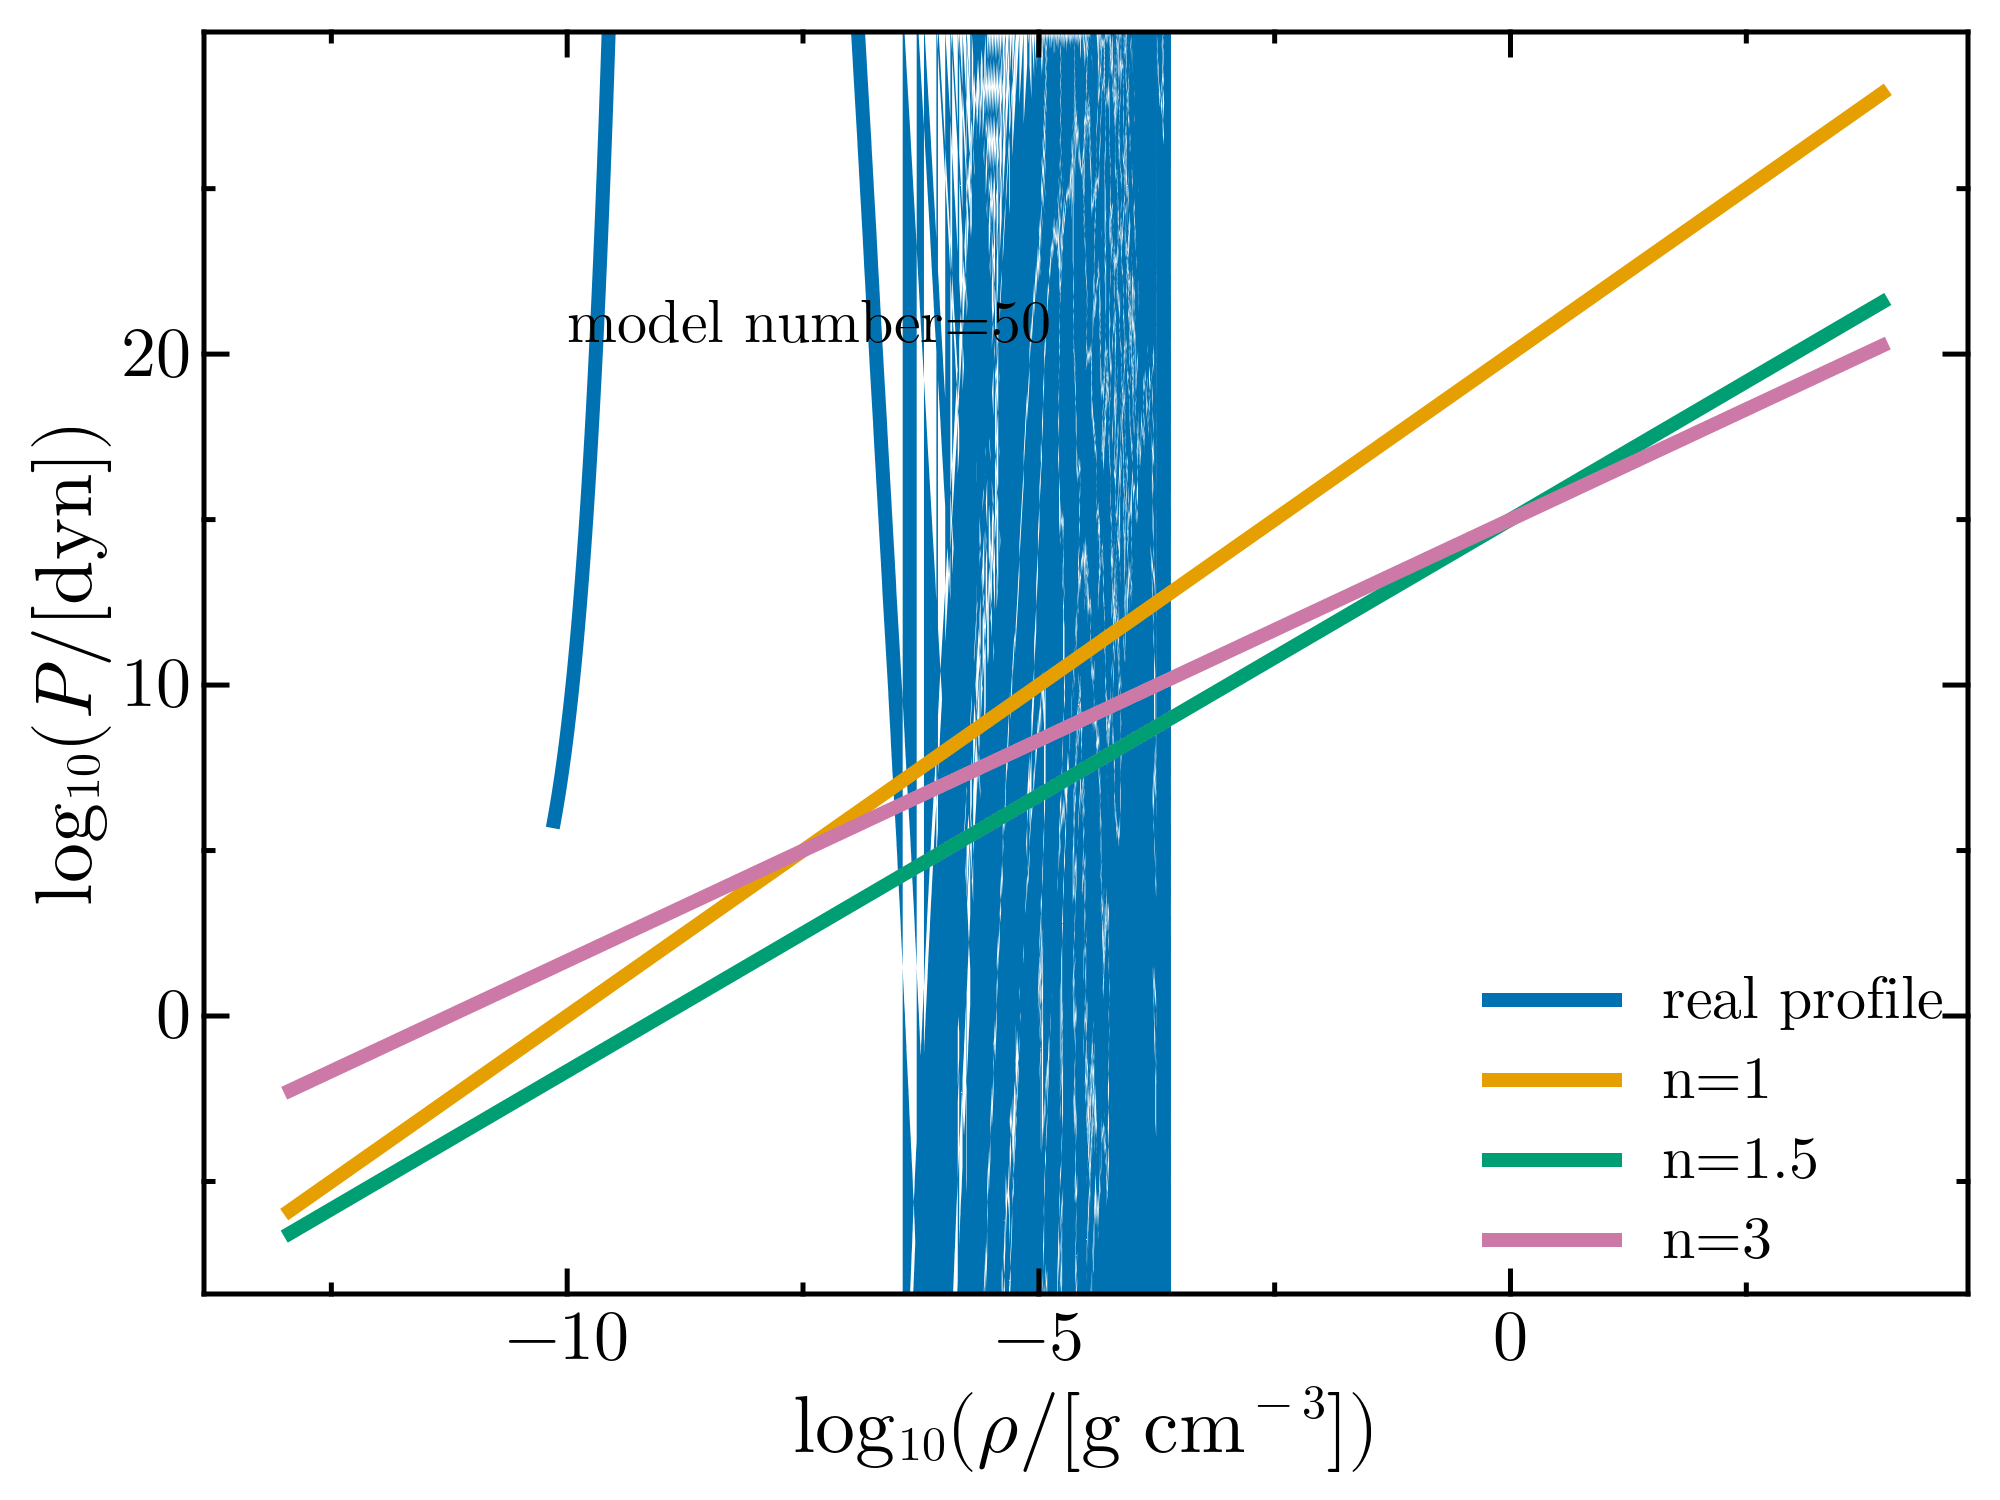 log₁₀(P/[dyn])
20
10
0
model number=50
real profile
n=1
n=1.5
n=3
−10
−5
0
log₁₀(ρ/[g cm⁻³])